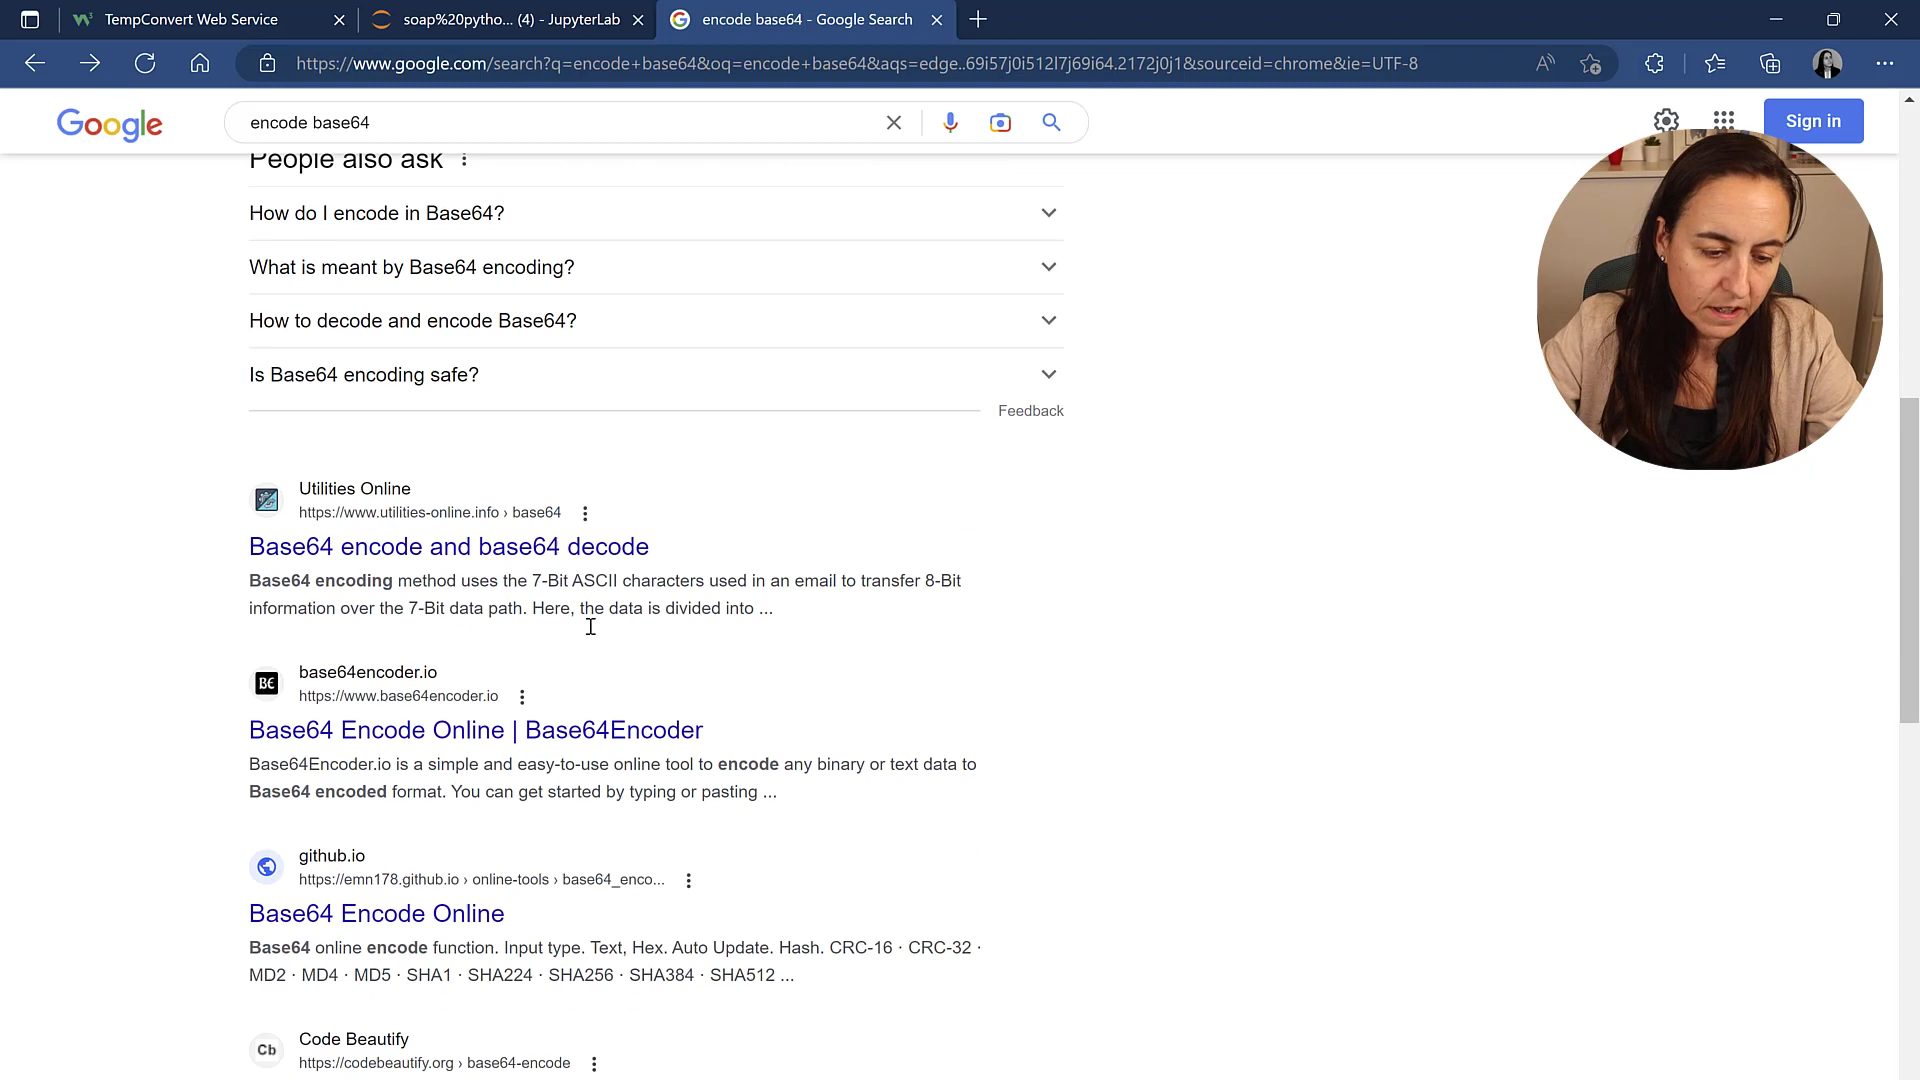 TempConvert Web Service
soap%20pytho... (4) - JupyterLab
encode base64 - Google Search
https://www.google.com/search?q=encode+base64&oq=encode+base64&aqs=edge..69i57j0i512l7j69i64.2172j0j1&sourceid=chrome&ie=UTF-8
Google
encode base64
Sign in
People also ask
How do I encode in Base64?
What is meant by Base64 encoding?
How to decode and encode Base64?
Is Base64 encoding safe?
Feedback
Utilities Online
https://www.utilities-online.info › base64
Base64 encode and base64 decode
Base64 encoding method uses the 7-Bit ASCII characters used in an email to transfer 8-Bit
information over the 7-Bit data path. Here, the data is divided into ...
BE
base64encoder.io
https://www.base64encoder.io
Base64 Encode Online | Base64Encoder
Base64Encoder.io is a simple and easy-to-use online tool to encode any binary or text data to
Base64 encoded format. You can get started by typing or pasting ...
github.io
https://emn178.github.io › online-tools › base64_enco...
Base64 Encode Online
Base64 online encode function. Input type. Text, Hex. Auto Update. Hash. CRC-16 · CRC-32 ·
MD2 · MD4 · MD5 · SHA1 · SHA224 · SHA256 · SHA384 · SHA512 ...
Cb
Code Beautify
https://codebeautify.org › base64-encode